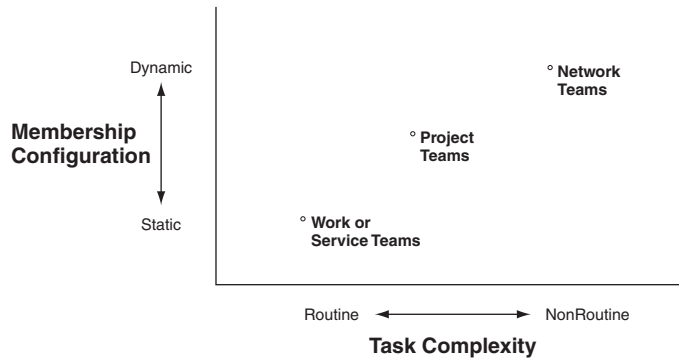 Dynamic
Network
Teams
Membership
Configuration
Project
Teams
Static
Work or
Service Teams
Routine
NonRoutine
Task Complexity